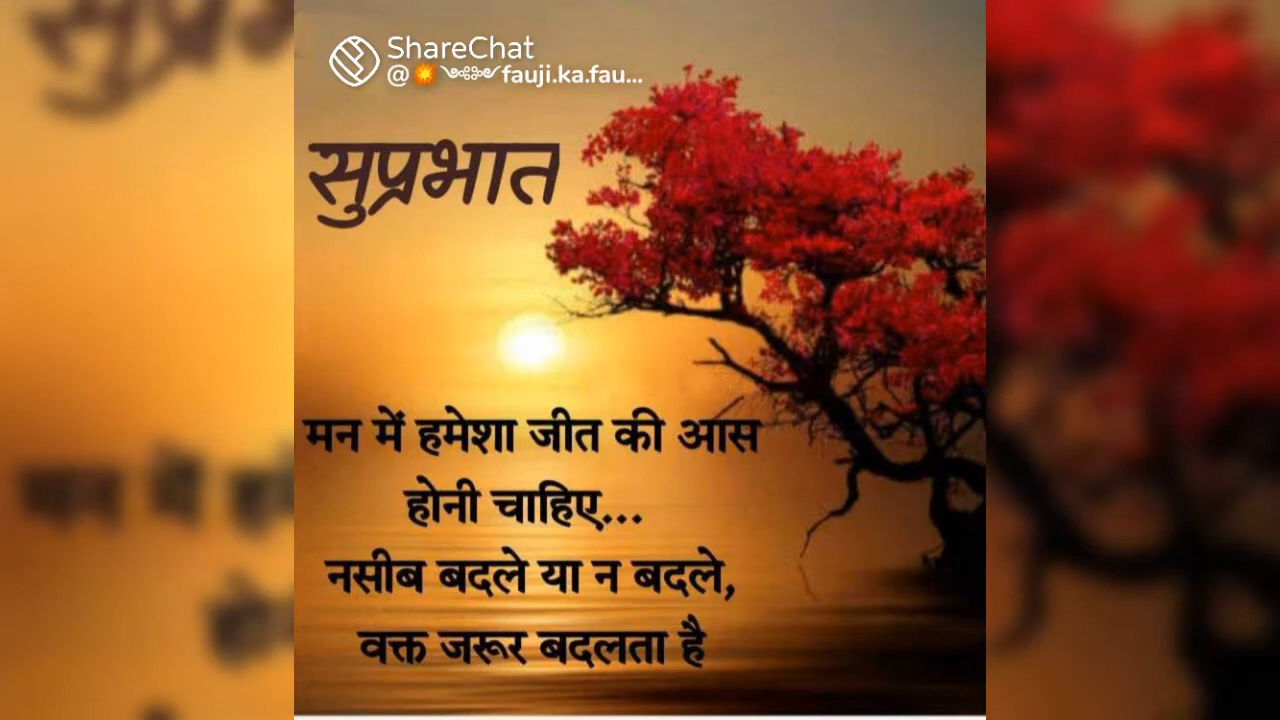 ShareChat
@💥༺꧁fauji.ka.fau...
सुप्रभात
मन में हमेशा जीत की आस
होनी चाहिए...
नसीब बदले या न बदले,
वक्त जरूर बदलता है